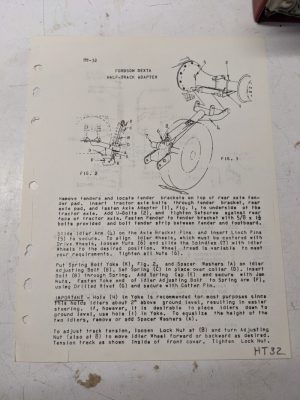 HT-32
FORDSON DEXTA
HALF-TRACK ADAPTER
FIG. 2
FIG. 1
Remove fenders and locate fender brackets on top of rear axle fen-
der pad. Insert tractor axle bolts through fender bracket, rear
axle pad, and fasten Axle Adaptor (1), Fig. 1, to underside of the
tractor axle. Add U-Bolts (2), and tighten Setscrew against rear
face of tractor axle. Fasten fender to fender bracket with 5/8 x
bolts provided and bolt brace between fender and footboard.
Slide Idler Arm (4) on the Axle Bracket Pins and insert Linch Pins
(5) to secure. To align Idler Wheels, which must be centered with
Drive Wheels, loosen Nuts (6) and slide the Spindles (7) with Idler
Wheels to the desired position. Wheel tread is variable to meet
your requirements. Tighten all Nuts (6).
Put Spring Bolt Yoke (K), Fig. 2, and Spacer Washers (A) on Idler
adjusting Bolt (B), Set Spring (C) in place over collar (D), insert
Bolt (B) through Spring. Add Spring Cap (E) and secure with Jam
Nuts. Fasten Yoke end of Idler Adjusting Bolt to Spring Arm (F),
using Drilled Rivet (G) and secure with Cotter Pin.
IMPORTANT - Hole (H) in Yoke is recommended for most purposes since
this holds idlers about 2" above ground level, resulting in easier
steering. If, however, it is desirable to place idlers down to
ground level, use hole (I) in Yoke. To equalize the height of the
two idlers, remove or add Spacer Washers (A).
To adjust track tension, loosen Lock Nut at (8) and turn Adjusting
Nut (also at 8) to move Idler Wheel forward or backward as desired.
Tension track as shown inside of front cover. Tighten Lock Nut.
HT32